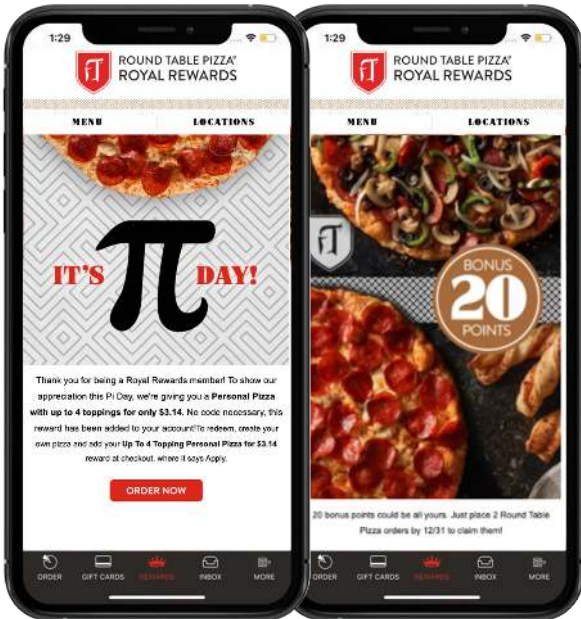 1:29
ROUND TABLE PIZZA®
ROYAL REWARDS
MENU LOCATIONS
IT'S π DAY!
Thank you for being a Royal Rewards member! To show our
appreciation this Pi Day, we're giving you a Personal Pizza
with up to 4 toppings for only $3.14. No code necessary, this
reward has been added to your account!To redeem, create your
own pizza and add your Up To 4 Topping Personal Pizza for $3.14
reward at checkout, where it says Apply.
ORDER NOW
ORDER GIFT CARDS REWARDS INBOX MORE
1:29
ROUND TABLE PIZZA®
ROYAL REWARDS
MENU LOCATIONS
BONUS
20
POINTS
20 bonus points could be all yours. Just place 2 Round Table
Pizza orders by 12/31 to claim them!
ORDER GIFT CARDS REWARDS INBOX MORE